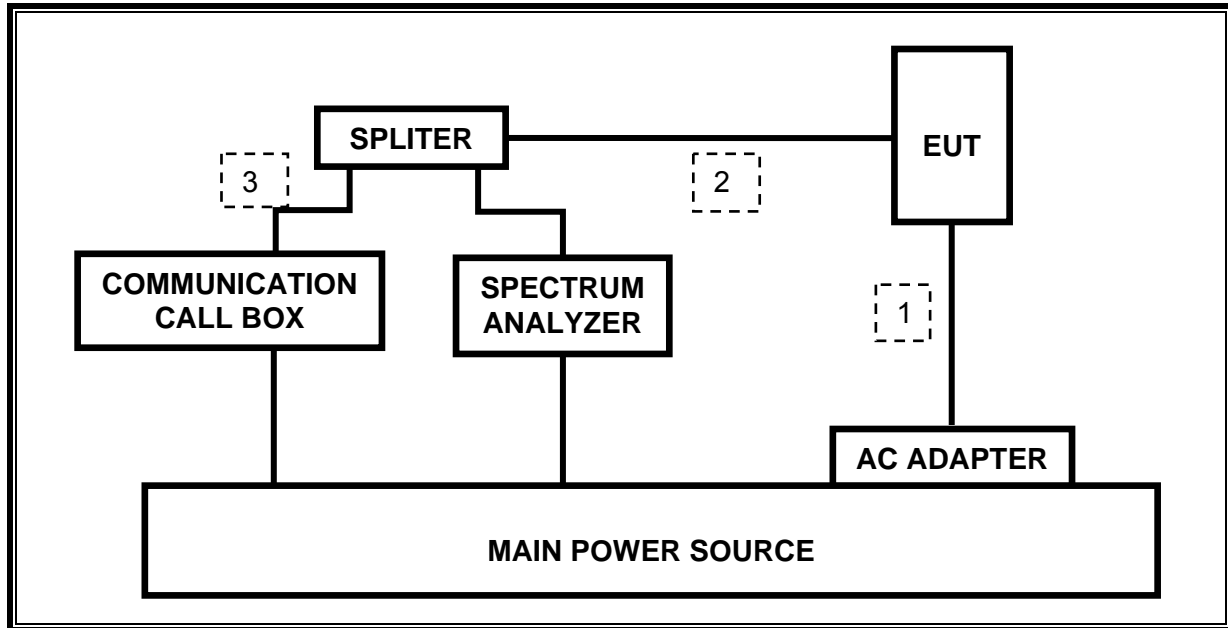 SPLITER
EUT
3
2
COMMUNICATION
CALL BOX
SPECTRUM
ANALYZER
1
AC ADAPTER
MAIN POWER SOURCE